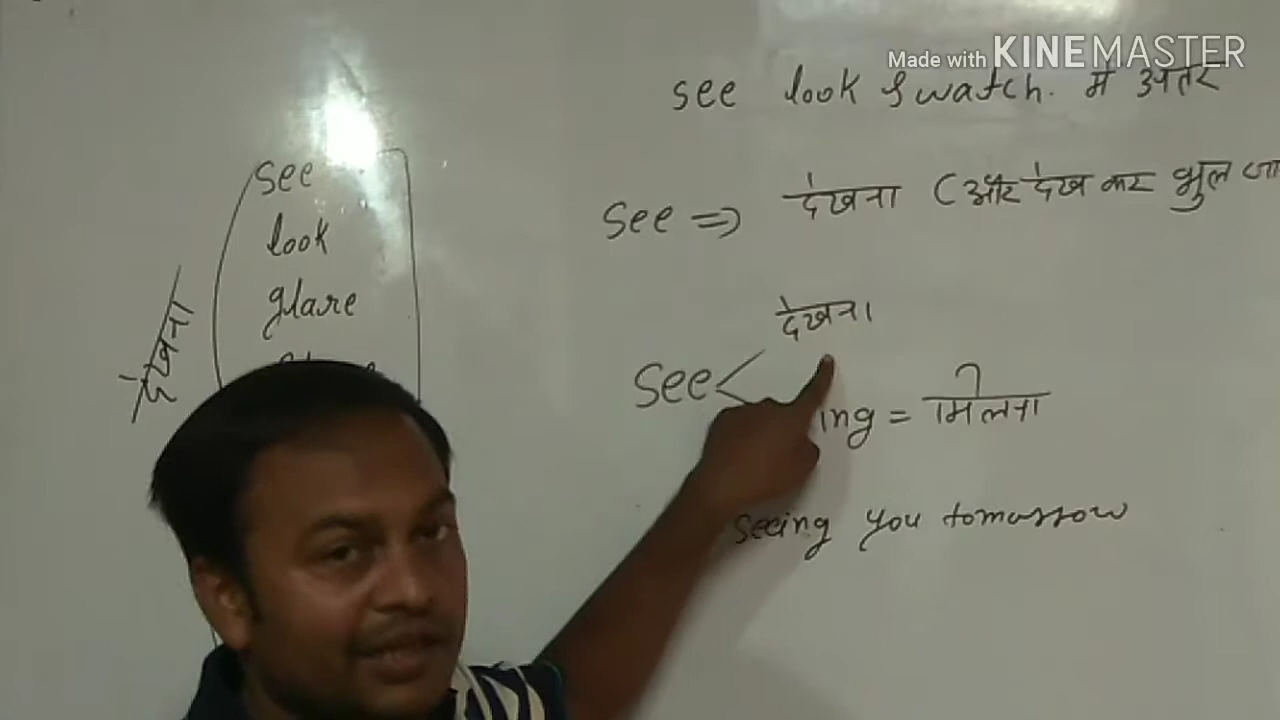 Made with KINEMASTER
see look & watch. में अंतर
see ⇒ देखना (और देख कर भुल
देखना
see
ing = मिलना
seeing you tomorrow
see
look
glare
देखना